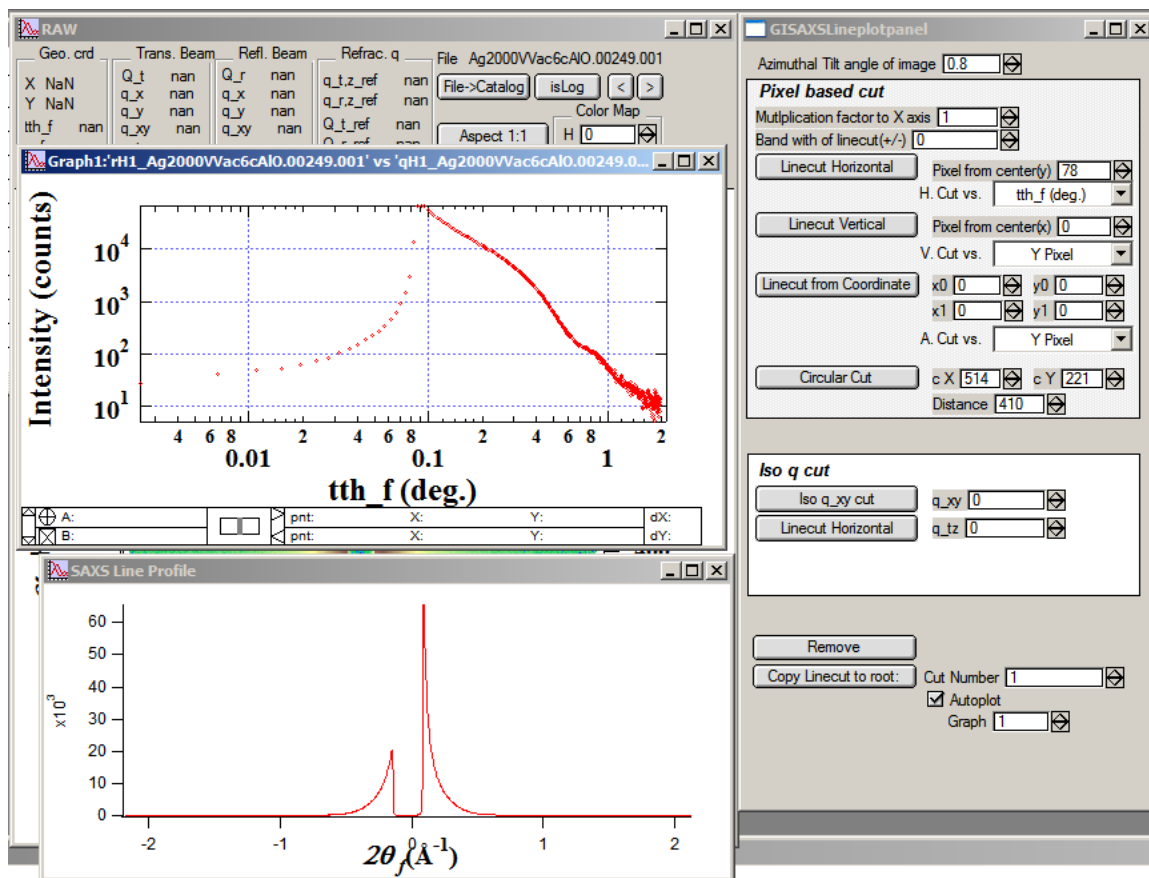 RAW
Geo. crd
Trans. Beam
Refl. Beam
Refrac. q
File Ag2000VVac6cAlO.00249.001
X NaN
Y NaN
tth_f nan
Q_t nan
q_x nan
q_y nan
q_xy nan
Q_r nan
q_x nan
q_y nan
q_xy nan
q_t,z_ref nan
q_r,z_ref nan
Q_t_ref nan
File->Catalog
isLog
<
>
Color Map
Aspect 1:1
H 0
Graph1:'rH1_Ag2000VVac6cAlO.00249.001' vs 'qH1_Ag2000VVac6cAlO.00249.0...
Intensity (counts)
10^4
10^3
10^2
10^1
4 6 8 2 4 6 8 2 4 6 8 2
0.01 0.1 1
tth_f (deg.)
A: pnt: X: Y: dX:
B: pnt: X: Y: dY:
SAXS Line Profile
x10^3
60
50
40
30
20
10
0
-2 -1 0 1 2
2θ_f(Å^-1)
GISAXSLineplotpanel
Azimuthal Tilt angle of image 0.8
Pixel based cut
Mutlplication factor to X axis 1
Band with of linecut(+/-) 0
Linecut Horizontal Pixel from center(y) 78
H. Cut vs. tth_f (deg.)
Linecut Vertical Pixel from center(x) 0
V. Cut vs. Y Pixel
Linecut from Coordinate x0 0 y0 0
x1 0 y1 0
A. Cut vs. Y Pixel
Circular Cut c X 514 c Y 221
Distance 410
Iso q cut
Iso q_xy cut q_xy 0
Linecut Horizontal q_tz 0
Remove
Copy Linecut to root: Cut Number 1
Autoplot
Graph 1